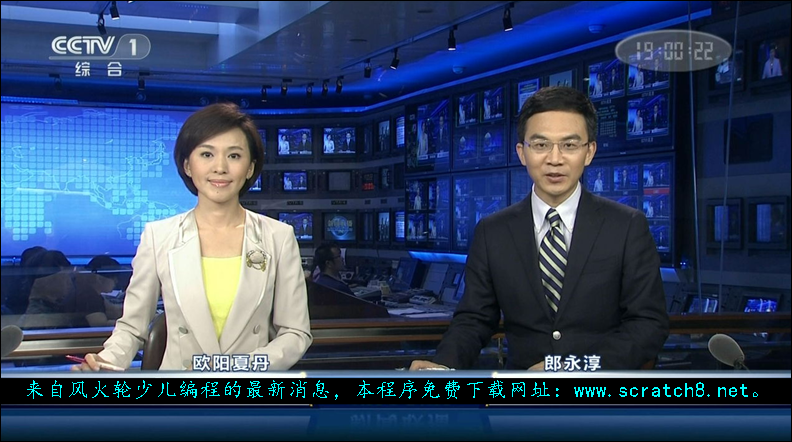 CCTV 1
综合
19:00:22
欧阳夏丹
郎永淳
来自风火轮少儿编程的最新消息，本程序免费下载网址：www.scratch8.net。